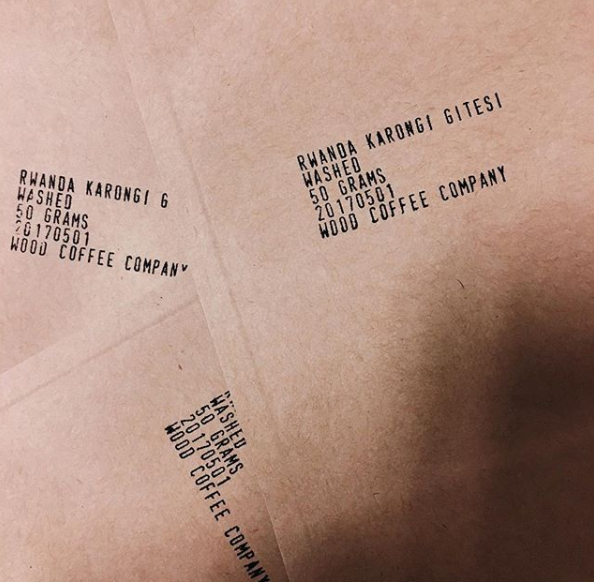 RWANDA KARONGI G
WASHED
50 GRAMS
20170501
WOOD COFFEE COMPANY
RWANDA KARONGI GITESI
WASHED
50 GRAMS
20170501
WOOD COFFEE COMPANY
WASHED
50 GRAMS
20170501
WOOD COFFEE COMPANY